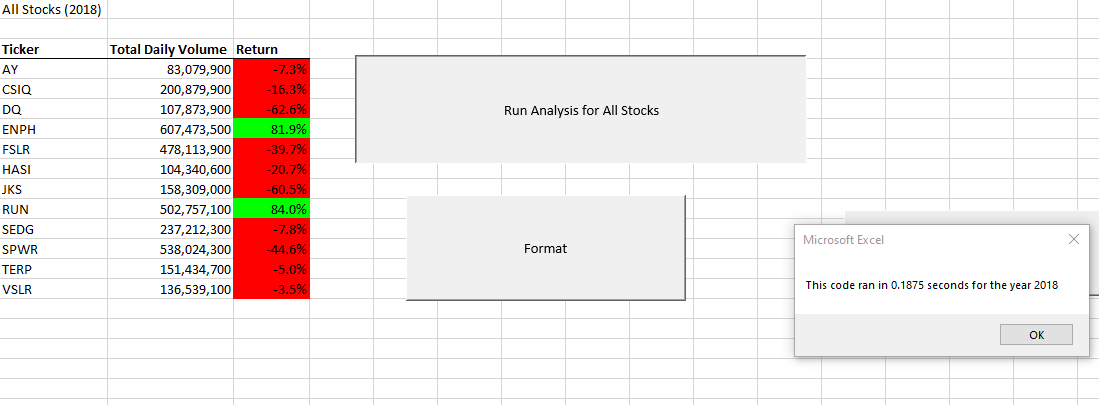 All Stocks (2018)
Ticker Total Daily Volume Return
AY 83,079,900 -7.3%
CSIQ 200,879,900 -16.3%
DQ 107,873,900 -62.6%
ENPH 607,473,500 81.9%
FSLR 478,113,900 -39.7%
HASI 104,340,600 -20.7%
JKS 158,309,000 -60.5%
RUN 502,757,100 84.0%
SEDG 237,212,300 -7.8%
SPWR 538,024,300 -44.6%
TERP 151,434,700 -5.0%
VSLR 136,539,100 -3.5%
Run Analysis for All Stocks
Format
Microsoft Excel
This code ran in 0.1875 seconds for the year 2018
OK